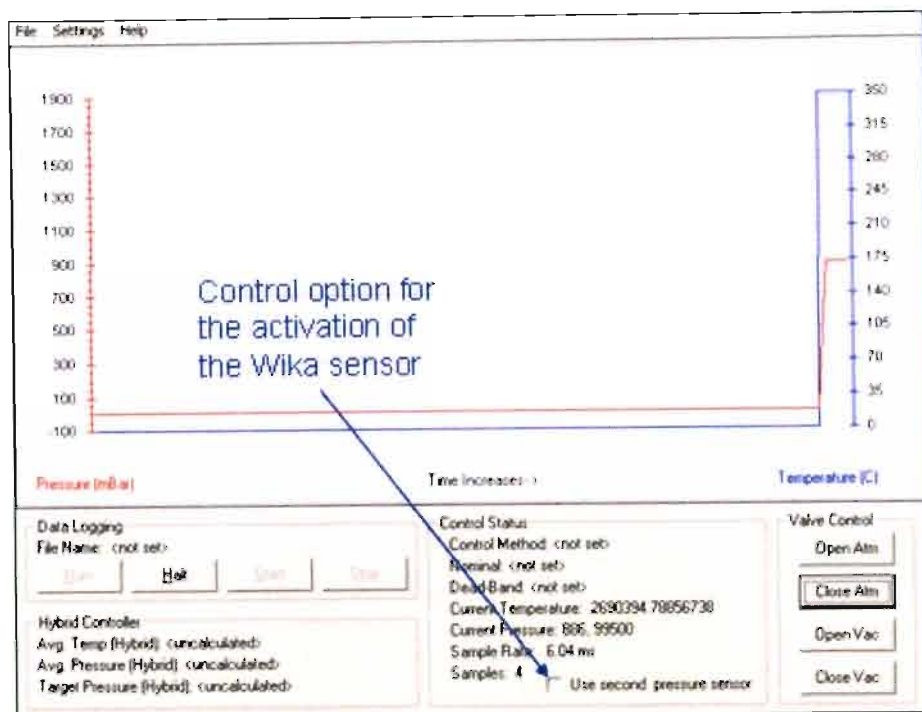 File Settings Help
1900
1700
1500
1300
1100
900
700
500
300
100
-100
350
315
280
245
210
175
140
105
70
35
0
Control option for
the activation of
the Wika sensor
Pressure (mBar)
Time Increases->
Temperature (C)
Data Logging
File Name: <not set>
Halt
Start
Stop
Hybrid Controller
Avg. Temp (Hybrid): <uncalculated>
Avg. Pressure (Hybrid): <uncalculated>
Target Pressure (Hybrid): <uncalculated>
Control Status
Control Method: <not set>
Nominal: <not set>
Dead-Band: <not set>
Current Temperature: 2690394.78856738
Current Pressure: 886, 99500
Sample Rate: 6.04 ms
Samples: 4
Use second pressure sensor
Valve Control
Open Atm
Close Atm
Open Vac
Close Vac